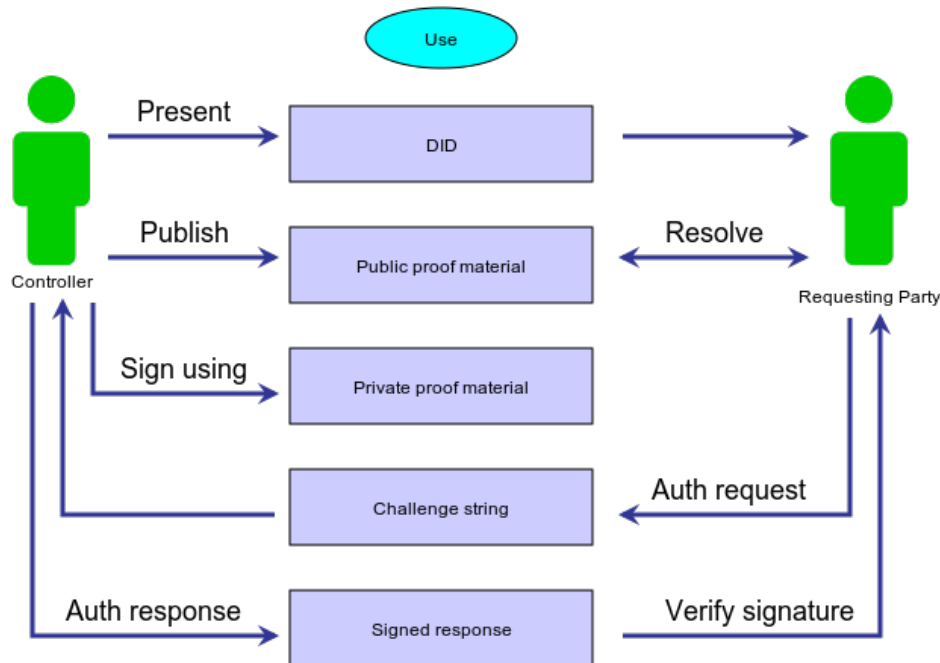 Use
Present
DID
Publish
Public proof material
Resolve
Controller
Requesting Party
Sign using
Private proof material
Challenge string
Auth request
Auth response
Signed response
Verify signature